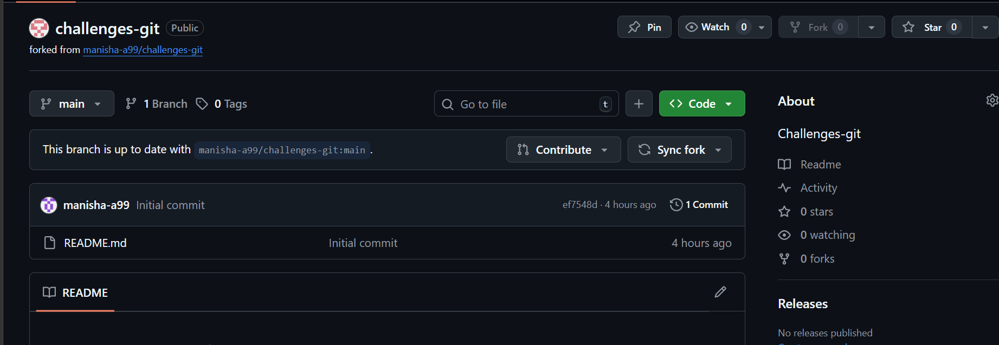 challenges-git Public
Pin
Watch 0
Fork 0
Star 0
forked from manisha-a99/challenges-git
main
1 Branch
0 Tags
Go to file t
Code
This branch is up to date with manisha-a99/challenges-git:main.
Contribute
Sync fork
manisha-a99 Initial commit
ef7548d · 4 hours ago
1 Commit
README.md Initial commit 4 hours ago
README
About
Challenges-git
Readme
Activity
0 stars
0 watching
0 forks
Releases
No releases published